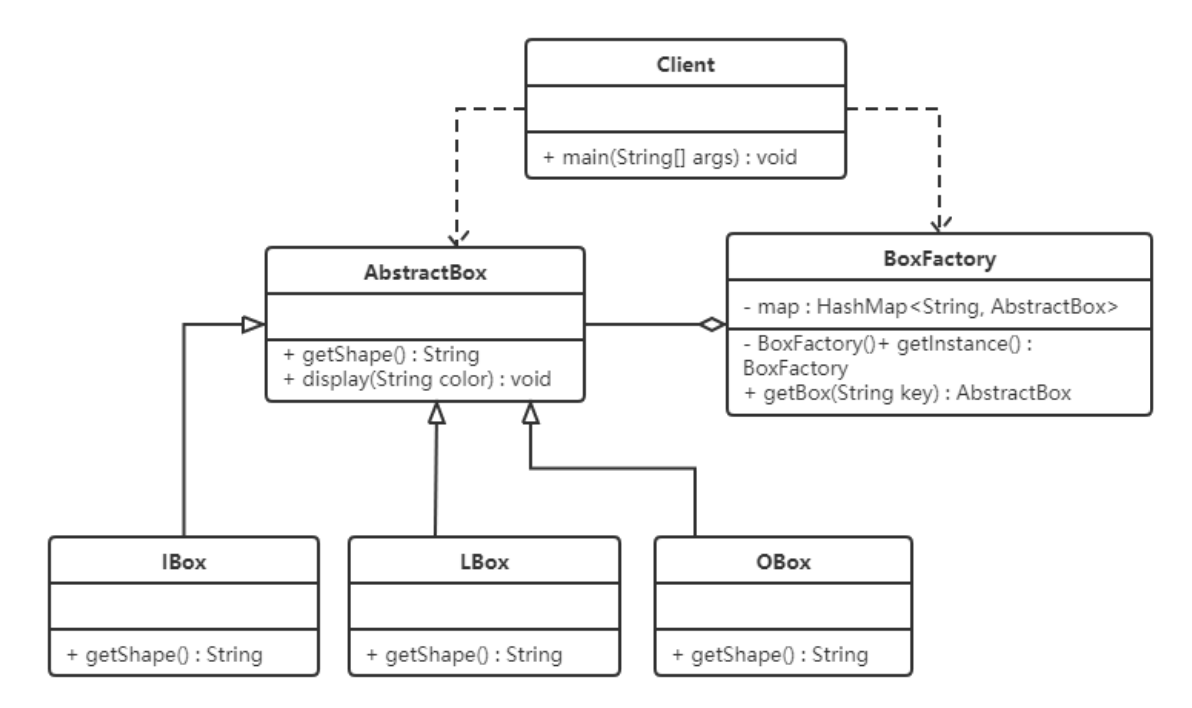 Client
+ main(String[] args) : void
AbstractBox
+ getShape() : String
+ display(String color) : void
BoxFactory
- map : HashMap<String, AbstractBox>
- BoxFactory()+ getInstance() :
BoxFactory
+ getBox(String key) : AbstractBox
IBox
+ getShape() : String
LBox
+ getShape() : String
OBox
+ getShape() : String